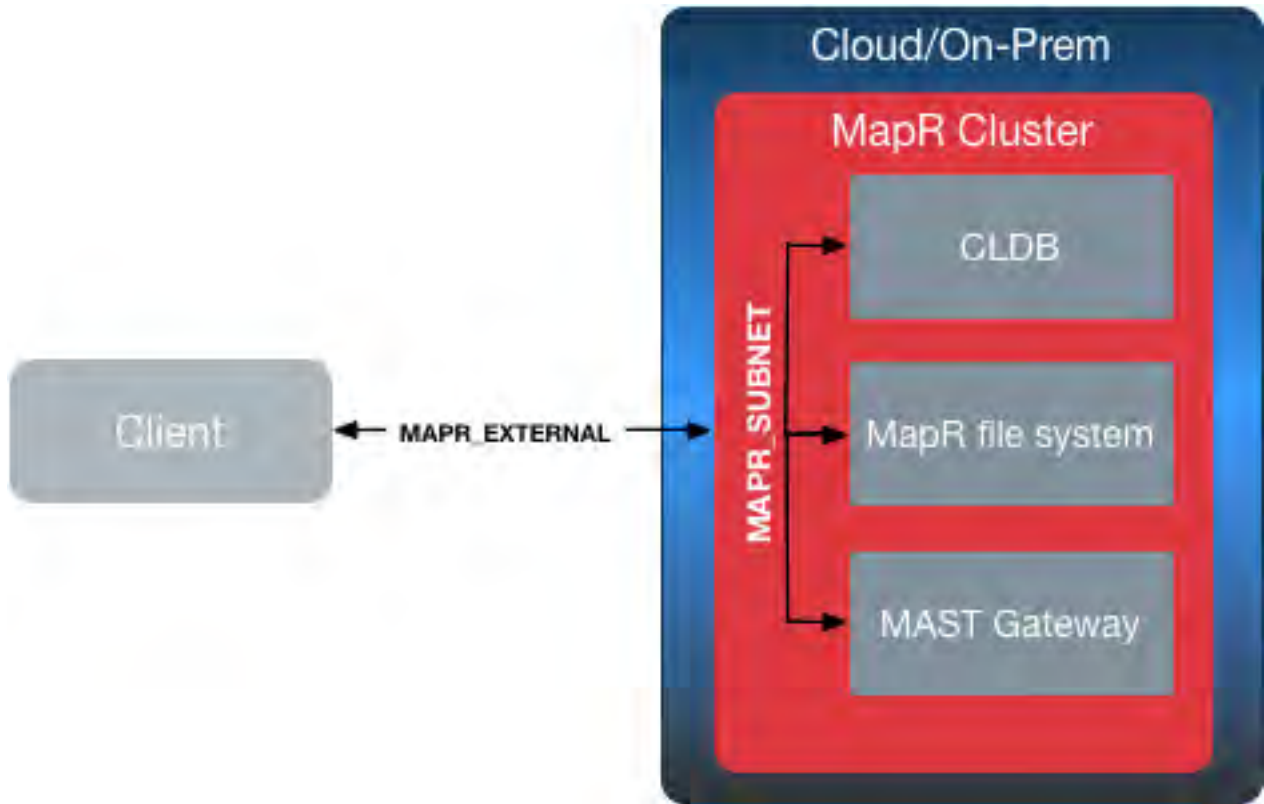 Cloud/On-Prem
MapR Cluster
CLDB
MAPR_SUBNET
Client
MAPR_EXTERNAL
MapR file system
MAST Gateway